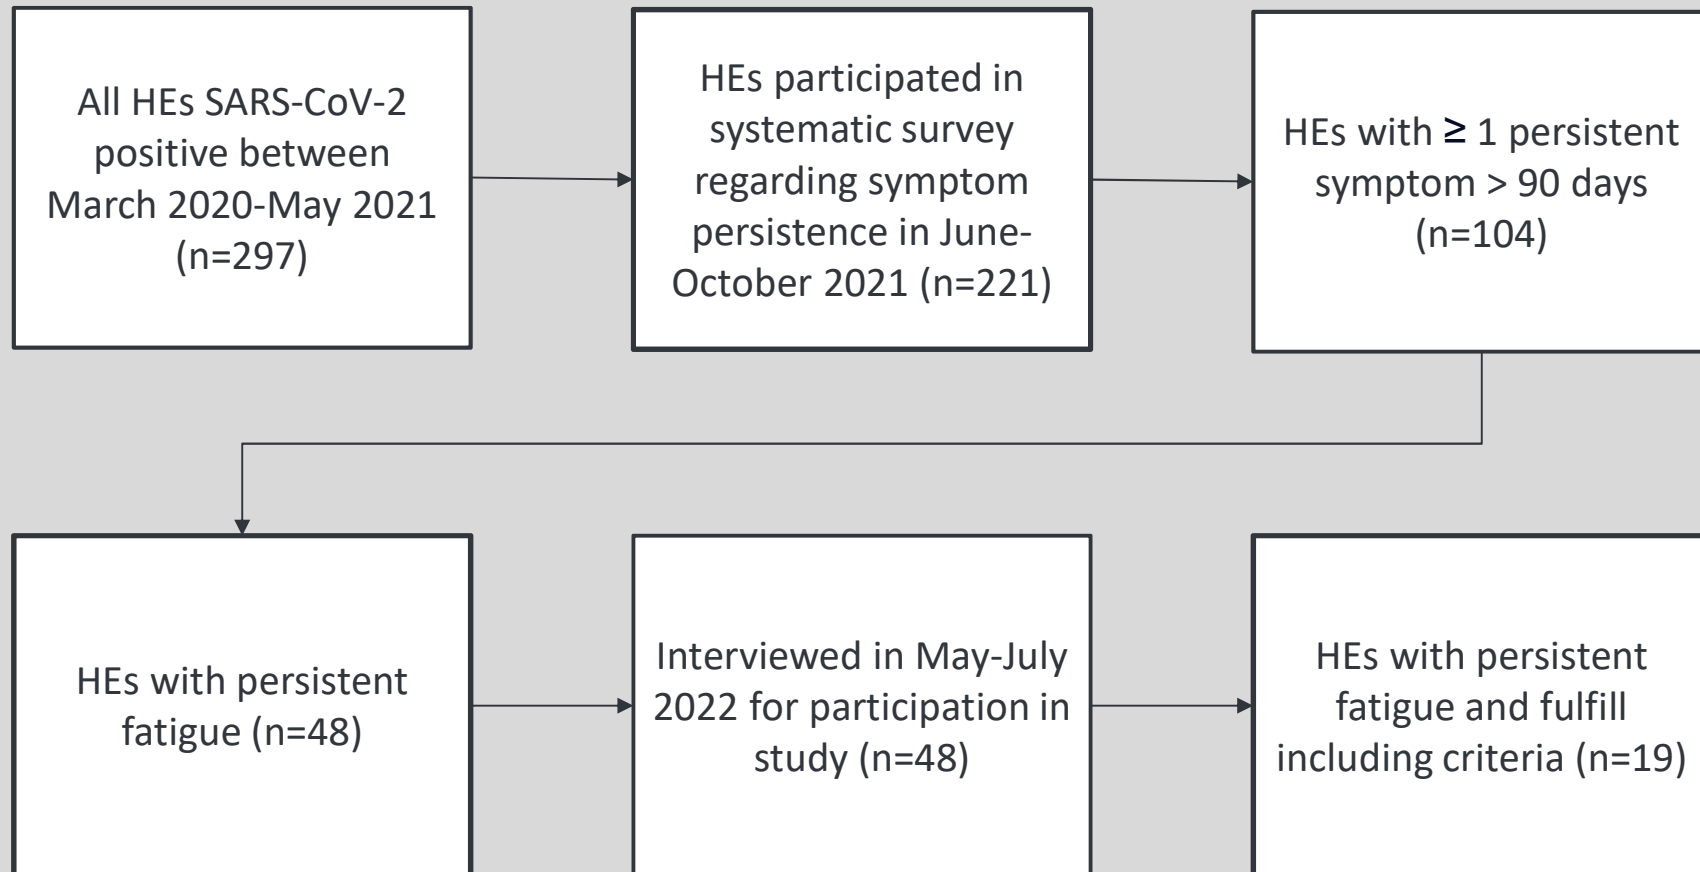 All HEs SARS-CoV-2
positive between
March 2020-May 2021
(n=297)
HEs participated in
systematic survey
regarding symptom
persistence in June-
October 2021 (n=221)
HEs with ≥ 1 persistent
symptom > 90 days
(n=104)
HEs with persistent
fatigue (n=48)
Interviewed in May-July
2022 for participation in
study (n=48)
HEs with persistent
fatigue and fulfill
including criteria (n=19)